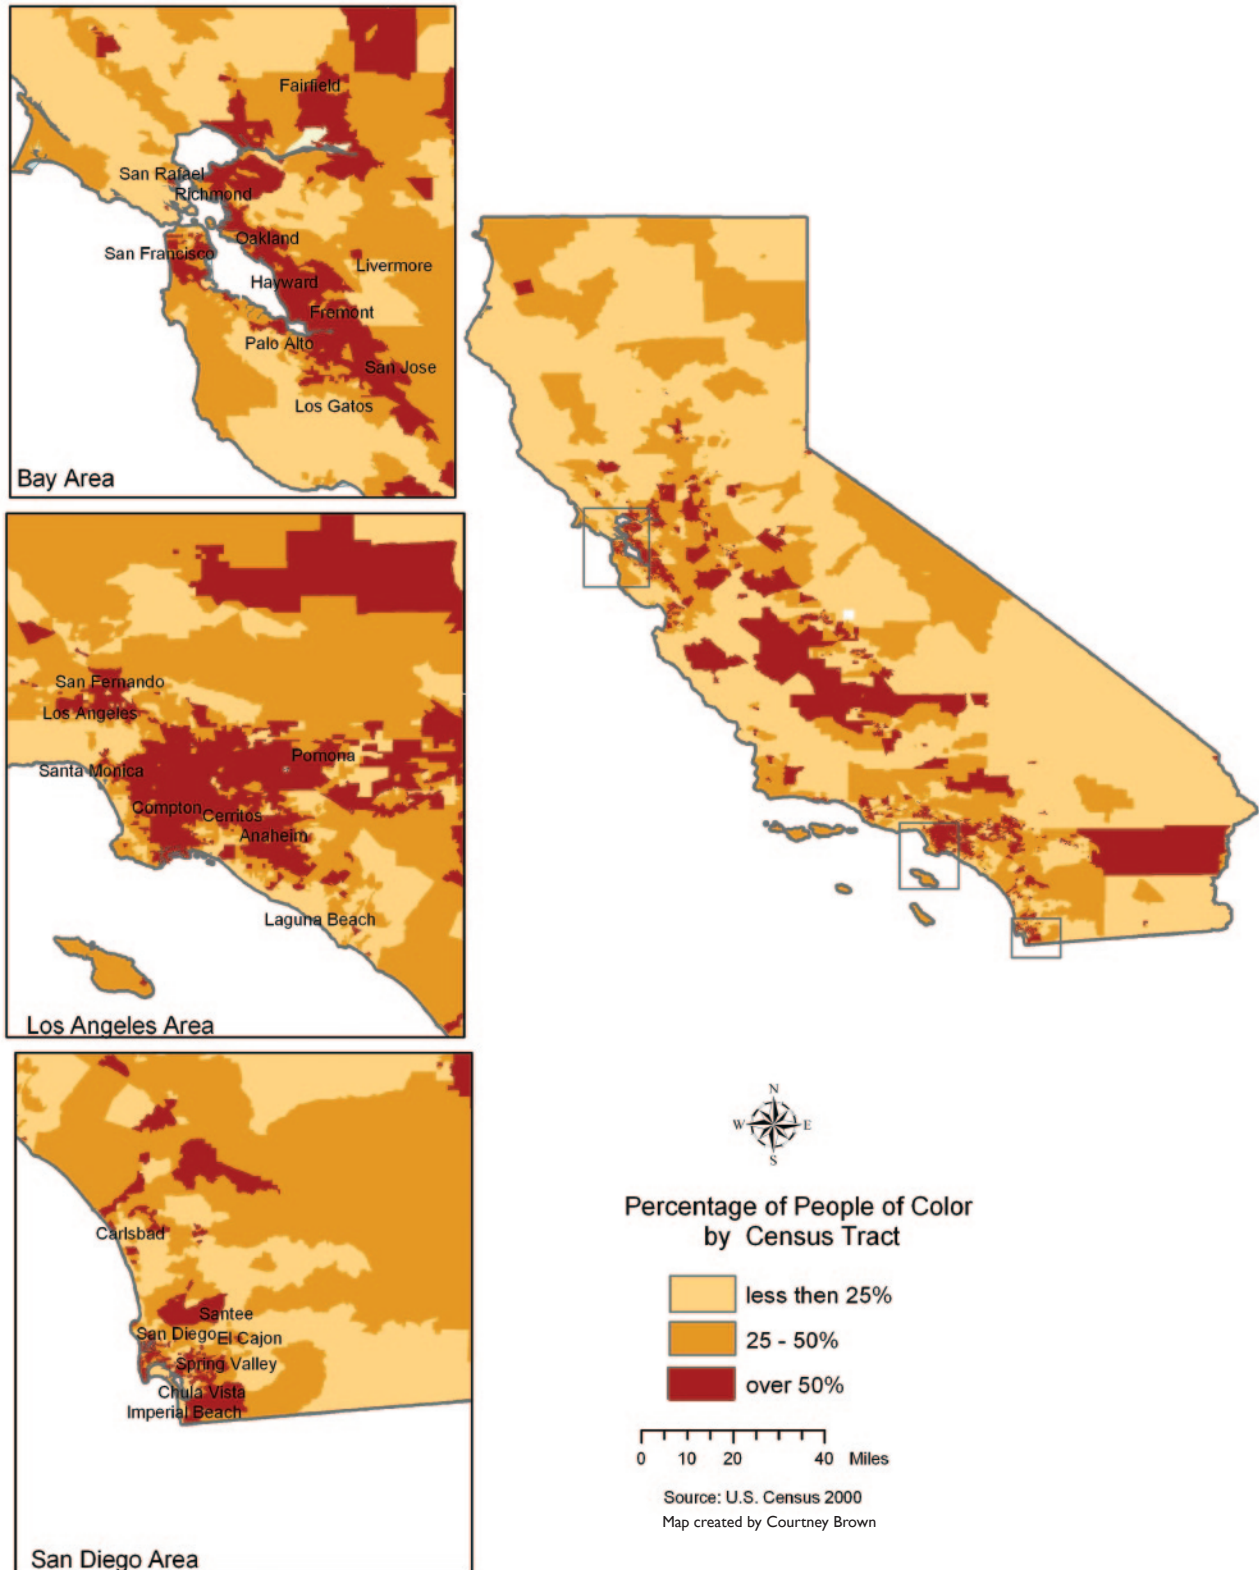 Fairfield
San Rafael
Richmond
Oakland
San Francisco
Livermore
Hayward
Fremont
Palo Alto
San Jose
Los Gatos
Bay Area
San Fernando
Los Angeles
Pomona
Santa Monica
Compton
Cerritos
Anaheim
Laguna Beach
Los Angeles Area
Carlsbad
Santee
San Diego
El Cajon
Spring Valley
Chula Vista
Imperial Beach
San Diego Area
N
W E
S
Percentage of People of Color
by Census Tract
less then 25%
25 - 50%
over 50%
0 10 20 40 Miles
Source: U.S. Census 2000
Map created by Courtney Brown